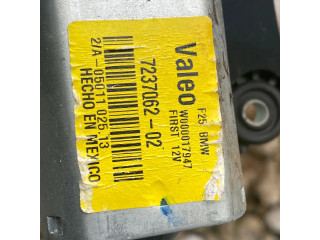 F25 BMW
W000017947
FIRST 12V
Valeo
7237062-02
2/A-05011 025.13
HECHO EN MEXICO